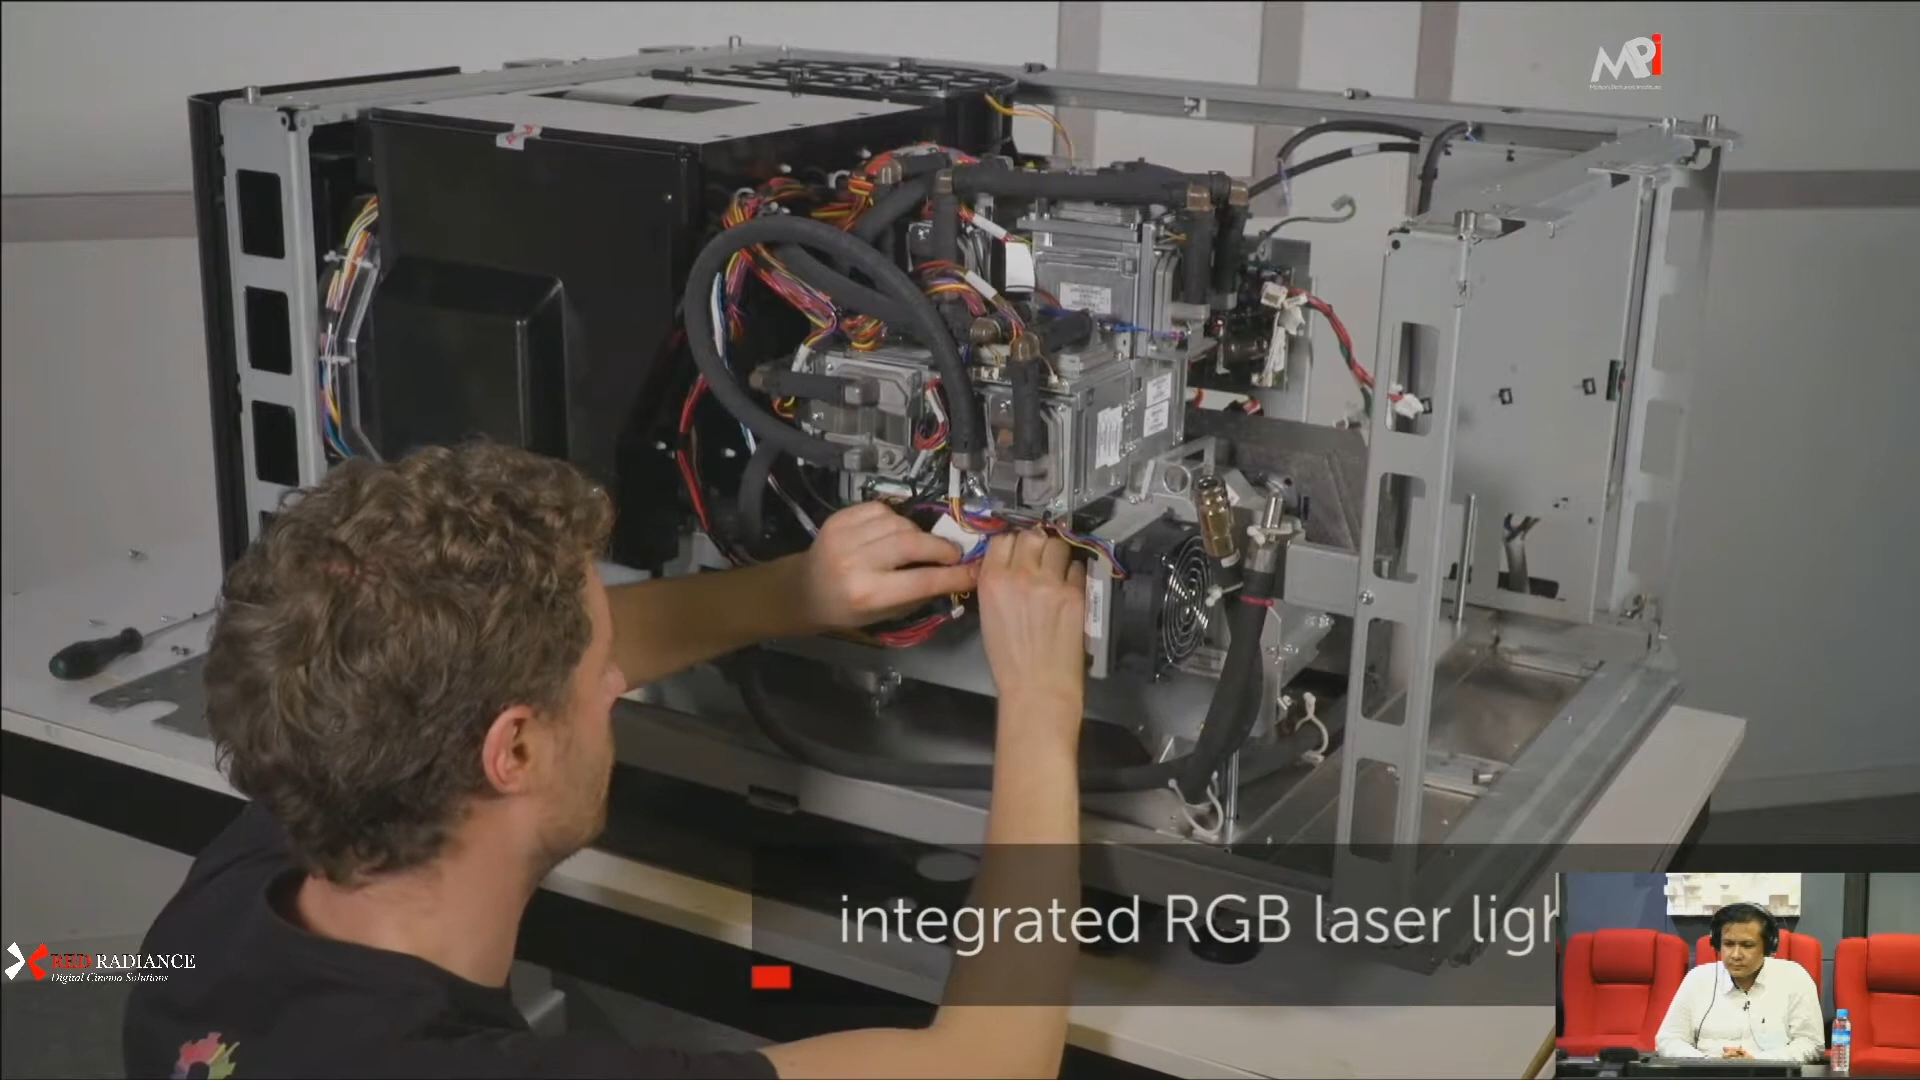 MPi
integrated RGB laser ligh
RED RADIANCE
Digital Cinema Solutions